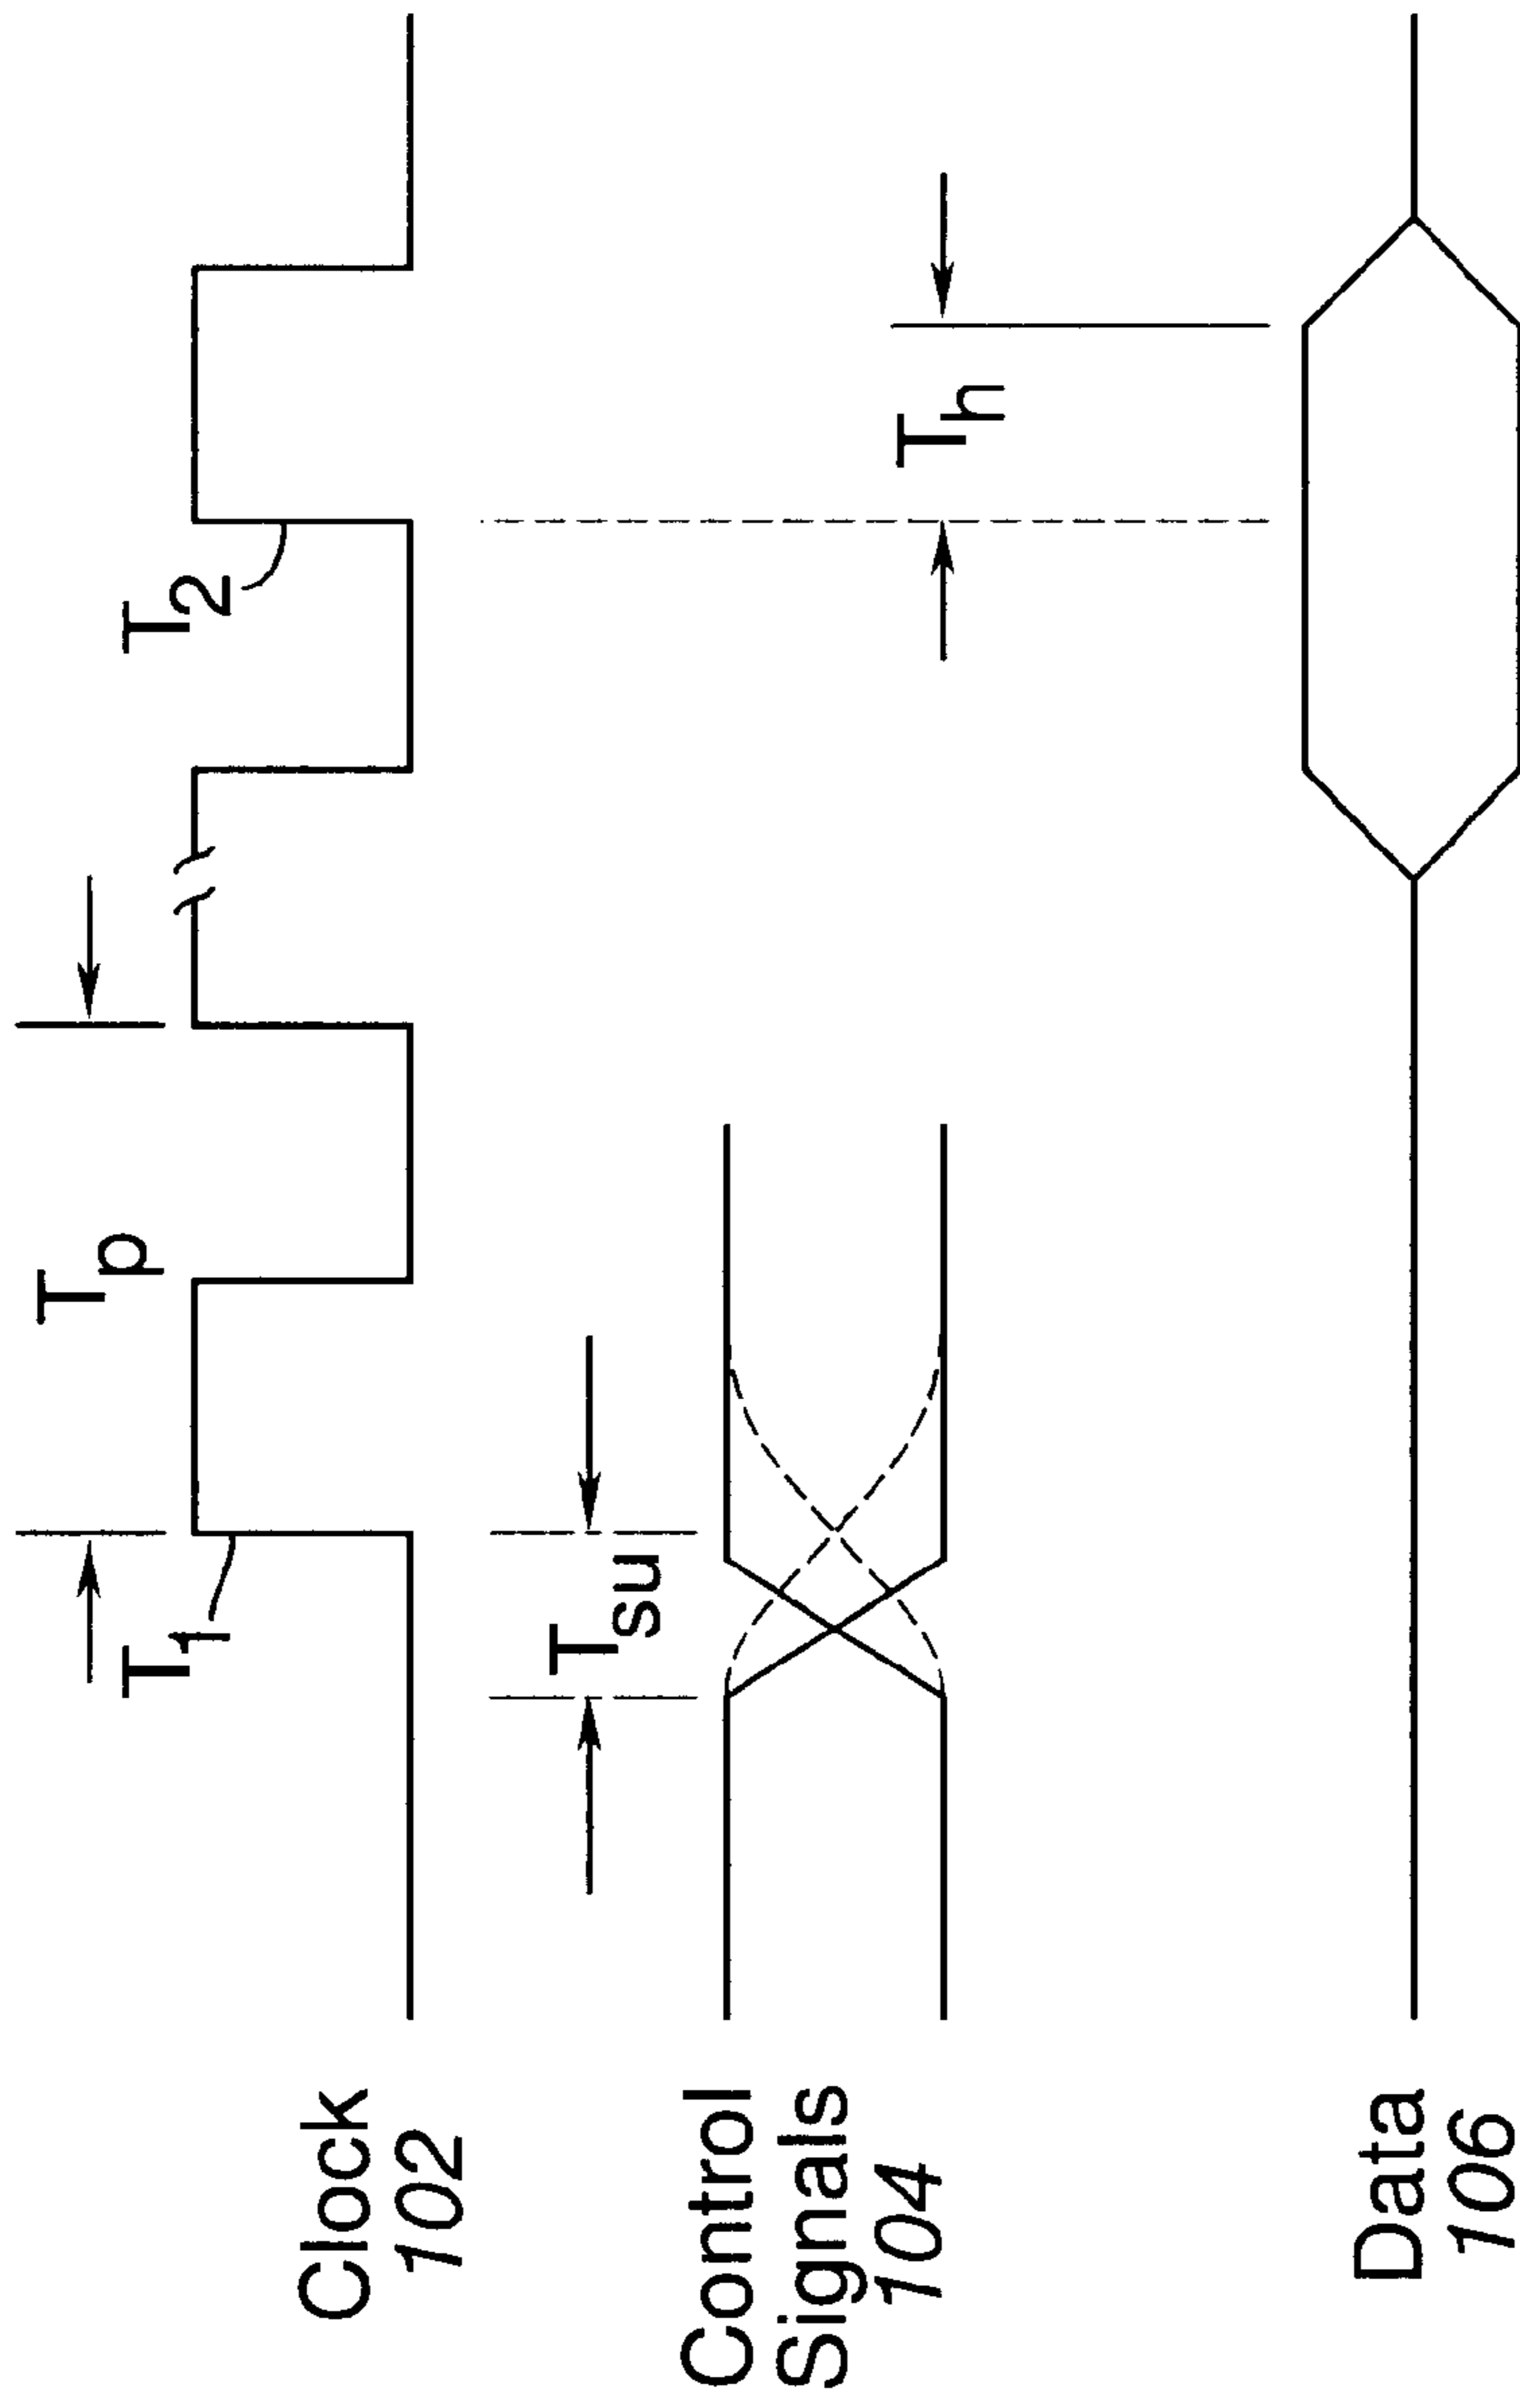 Tp
T1
T2
Clock
102
Tsu
Control
Signals
104
Th
Data
106